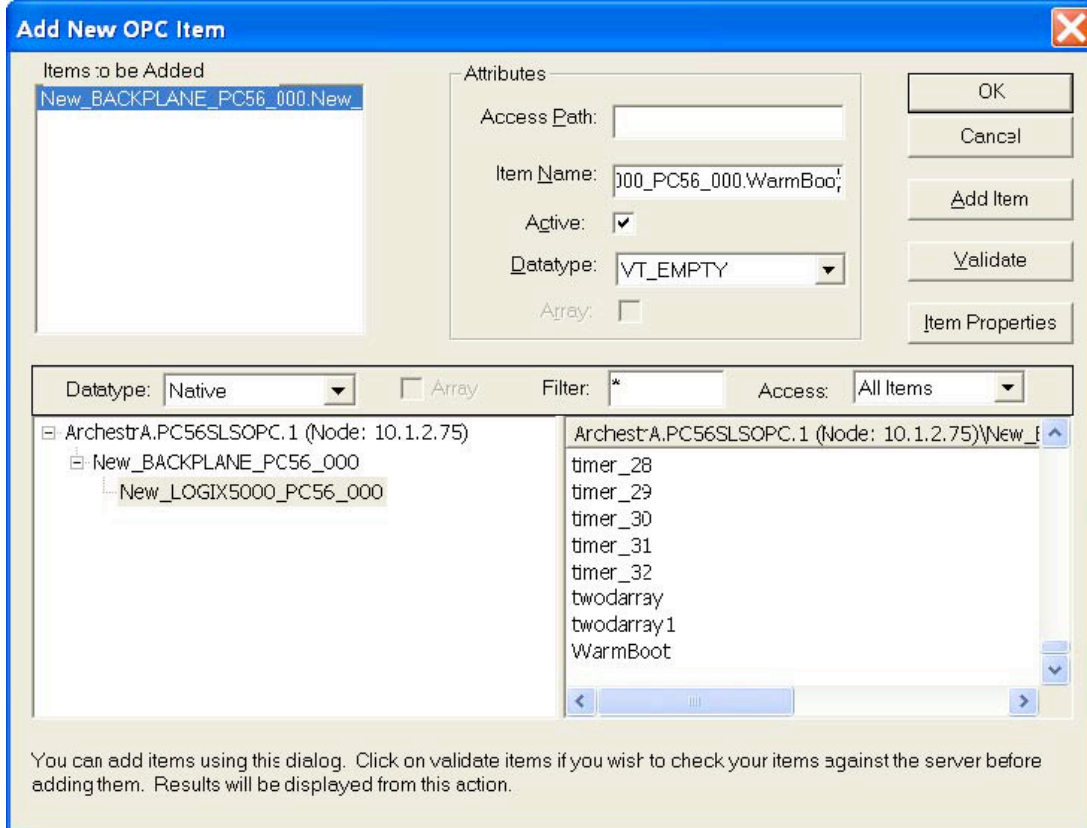 Add New OPC Item
Items to be Added
New_BACKPLANE_PC56_000.New_
Attributes
Access Path:
Item Name: 000_PC56_000.WarmBoot
Active:
Datatype: VT_EMPTY
Array:
OK
Cancel
Add Item
Validate
Item Properties
Datatype: Native
Array
Filter: *
Access: All Items
ArchestrA.PC56SLSOPC.1 (Node: 10.1.2.75)
New_BACKPLANE_PC56_000
New_LOGIX5000_PC56_000
ArchestrA.PC56SLSOPC.1 (Node: 10.1.2.75)\New_
timer_28
timer_29
timer_30
timer_31
timer_32
twodarray
twodarray1
WarmBoot
You can add items using this dialog. Click on validate items if you wish to check your items against the server before
adding them. Results will be displayed from this action.